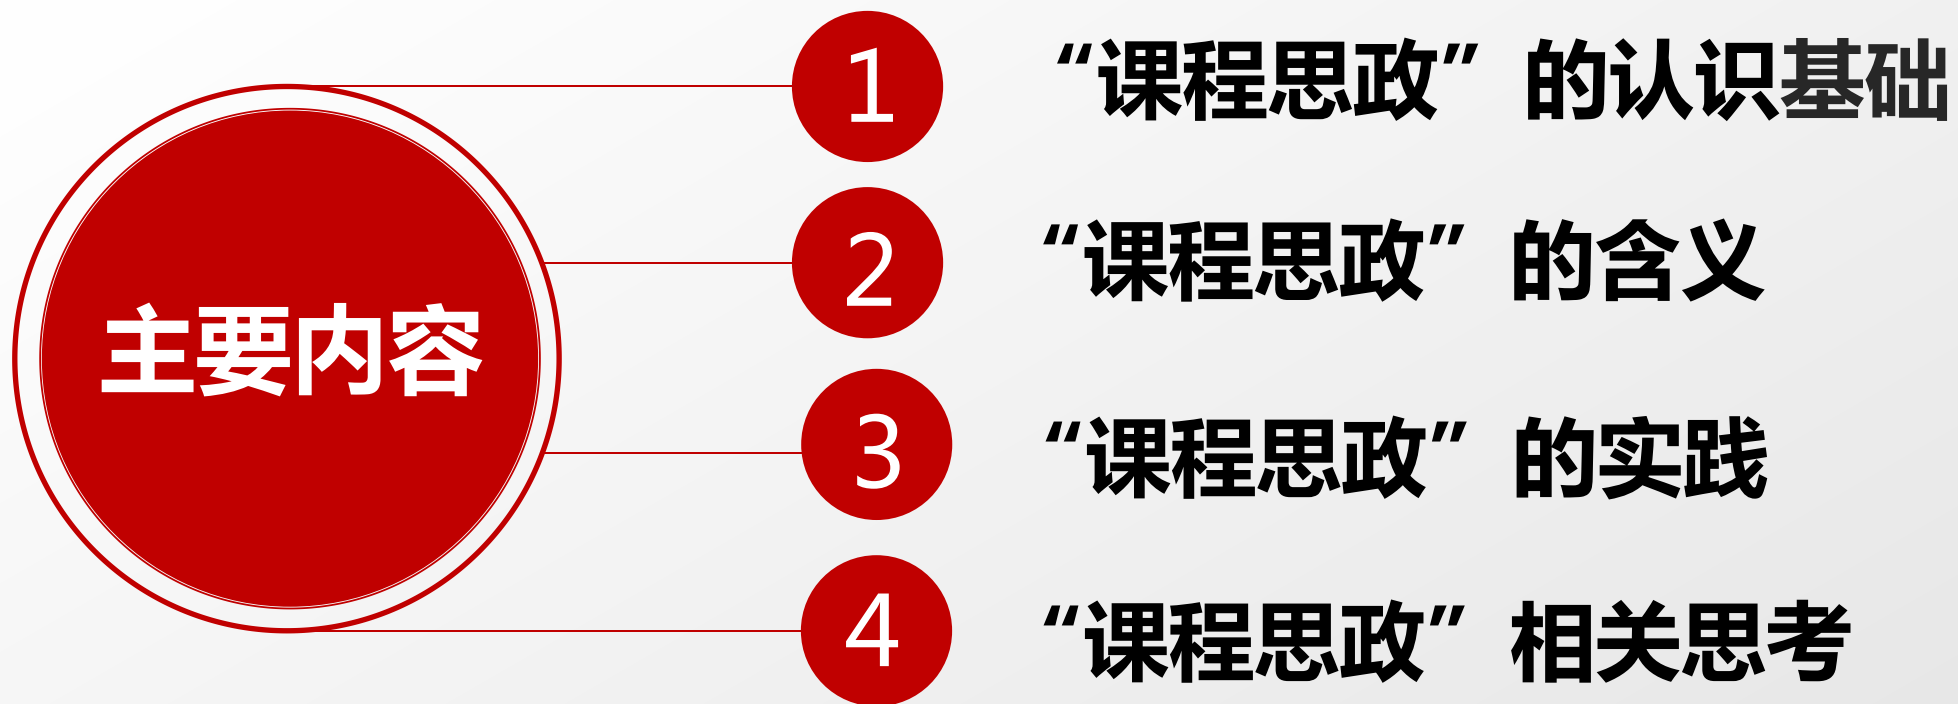 主要内容
1 “课程思政” 的认识基础
2 “课程思政” 的含义
3 “课程思政” 的实践
4 “课程思政” 相关思考